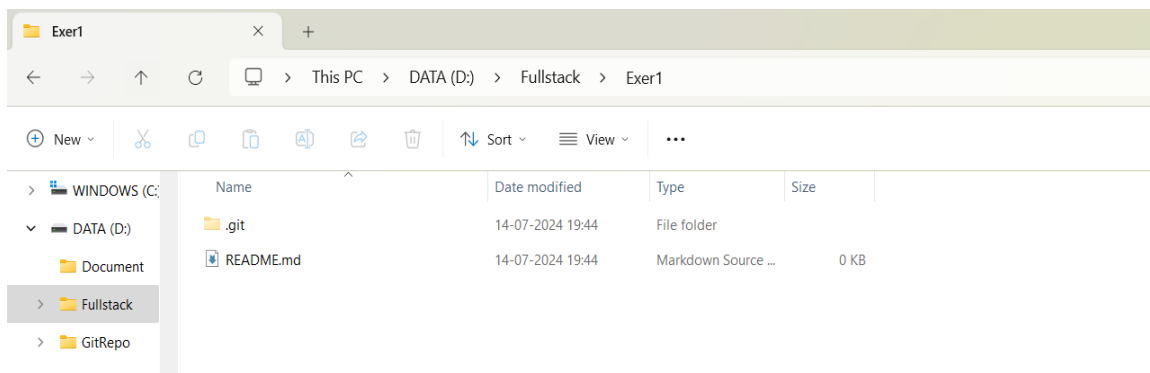 Exer1
This PC > DATA (D:) > Fullstack > Exer1
New Sort View
WINDOWS (C:)
DATA (D:)
Document
Fullstack
GitRepo
Name Date modified Type Size
.git 14-07-2024 19:44 File folder
README.md 14-07-2024 19:44 Markdown Source ... 0 KB